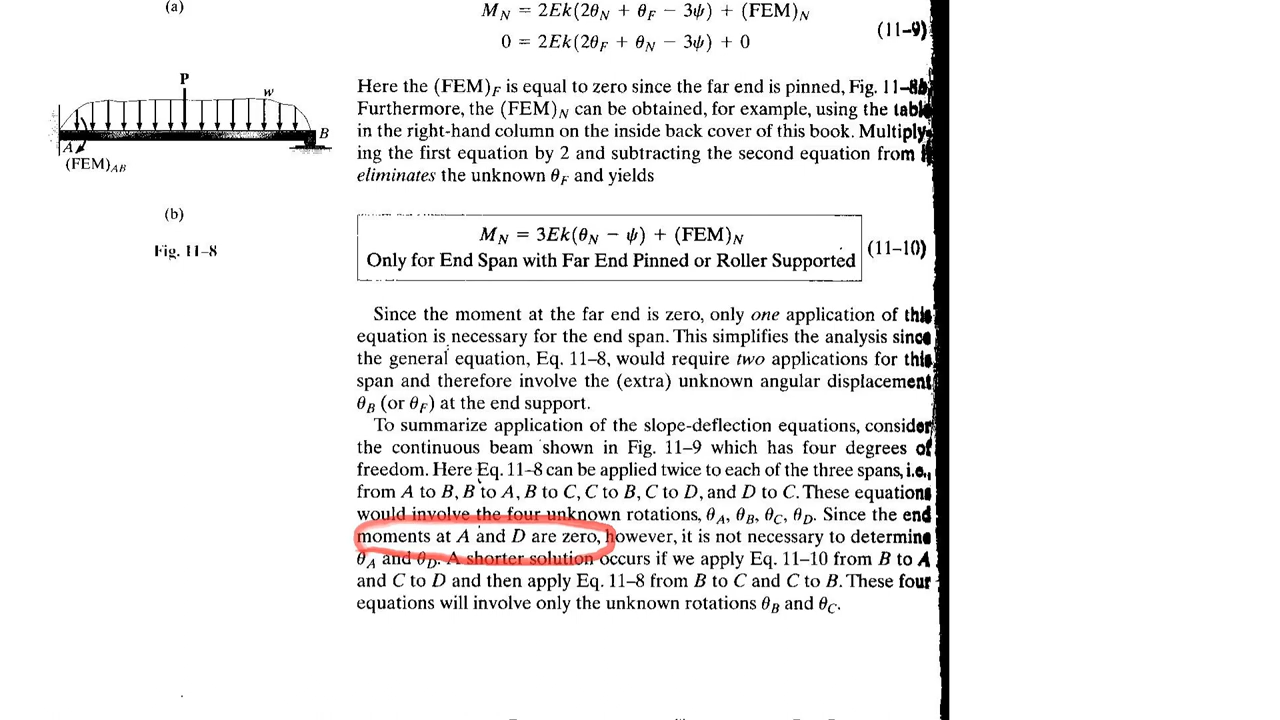 (a)
M_N = 2Ek(2θ_N + θ_F − 3ψ) + (FEM)_N
0 = 2Ek(2θ_F + θ_N − 3ψ) + 0
(11–9)
P
w
A
B
(FEM)_AB
(b)
Fig. 11–8
Here the (FEM)_F is equal to zero since the far end is pinned, Fig. 11–8b.
Furthermore, the (FEM)_N can be obtained, for example, using the table
in the right-hand column on the inside back cover of this book. Multiply-
ing the first equation by 2 and subtracting the second equation from it
eliminates the unknown θ_F and yields
M_N = 3Ek(θ_N − ψ) + (FEM)_N
Only for End Span with Far End Pinned or Roller Supported
(11–10)
Since the moment at the far end is zero, only one application of this
equation is necessary for the end span. This simplifies the analysis since
the general equation, Eq. 11–8, would require two applications for this
span and therefore involve the (extra) unknown angular displacement
θ_B (or θ_F) at the end support.
To summarize application of the slope-deflection equations, consider
the continuous beam shown in Fig. 11–9 which has four degrees of
freedom. Here Eq. 11–8 can be applied twice to each of the three spans, i.e.,
from A to B, B to A, B to C, C to B, C to D, and D to C. These equations
would involve the four unknown rotations, θ_A, θ_B, θ_C, θ_D. Since the end
moments at A and D are zero, however, it is not necessary to determine
θ_A and θ_D. A shorter solution occurs if we apply Eq. 11–10 from B to A
and C to D and then apply Eq. 11–8 from B to C and C to B. These four
equations will involve only the unknown rotations θ_B and θ_C.